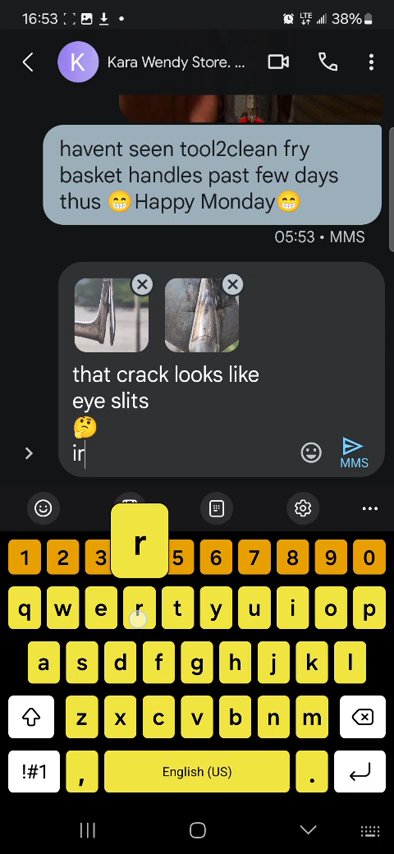 16:53
LTE
38%
K
Kara Wendy Store. ...
havent seen tool2clean fry
basket handles past few days
thus 😁Happy Monday😁
05:53 • MMS
that crack looks like
eye slits
🤔
ir
MMS
r
1 2 3 5 6 7 8 9 0
q w e r t y u i o p
a s d f g h j k l
z x c v b n m
!#1 , English (US) .